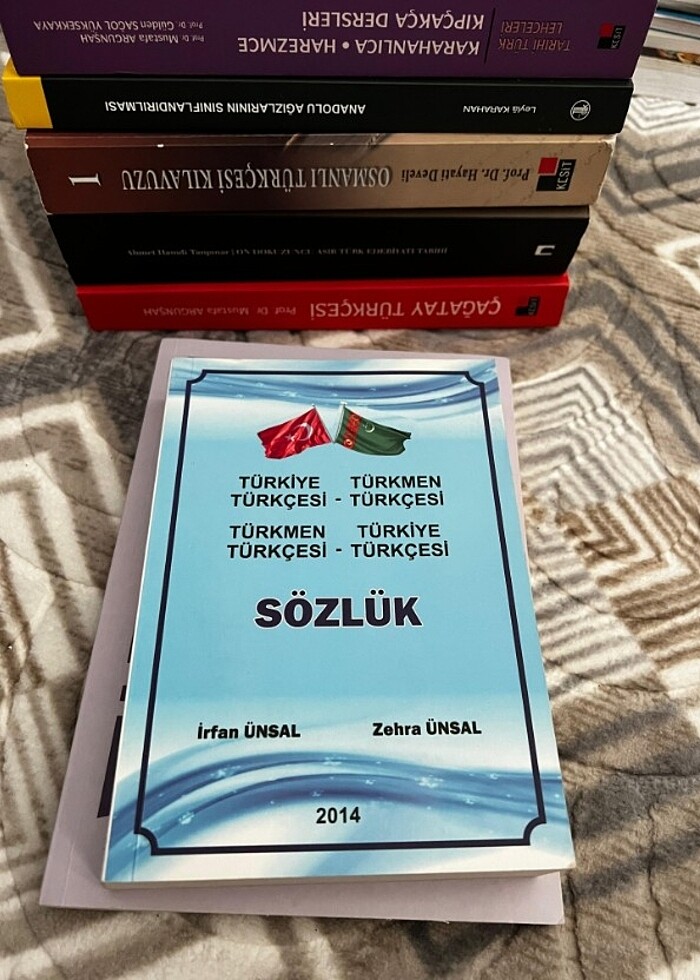 TARİHİ TÜRK
LEHÇELERİ
KARAHANLICA • HAREZMCE
KIPÇAKÇA DERSLERİ
Prof. Dr. Mustafa ARGUNŞAH
Prof. Dr. Gülden SAĞOL YÜKSEKKAYA
KESİT
Leylâ KARAHAN
ANADOLU AĞIZLARININ SINIFLANDIRILMASI
Prof. Dr. Hayati Develi
OSMANLI TÜRKÇESİ KILAVUZU
1
KESİT
Ahmet Hamdi Tanpınar | ON DOKUZUNCU ASIR TÜRK EDEBİYATI TARİHİ
ÇAĞATAY TÜRKÇESİ
Prof. Dr. Mustafa ARGUNŞAH
KESİT
TÜRKİYE TÜRKMEN
TÜRKÇESİ - TÜRKÇESİ
TÜRKMEN TÜRKİYE
TÜRKÇESİ - TÜRKÇESİ
SÖZLÜK
İrfan ÜNSAL Zehra ÜNSAL
2014